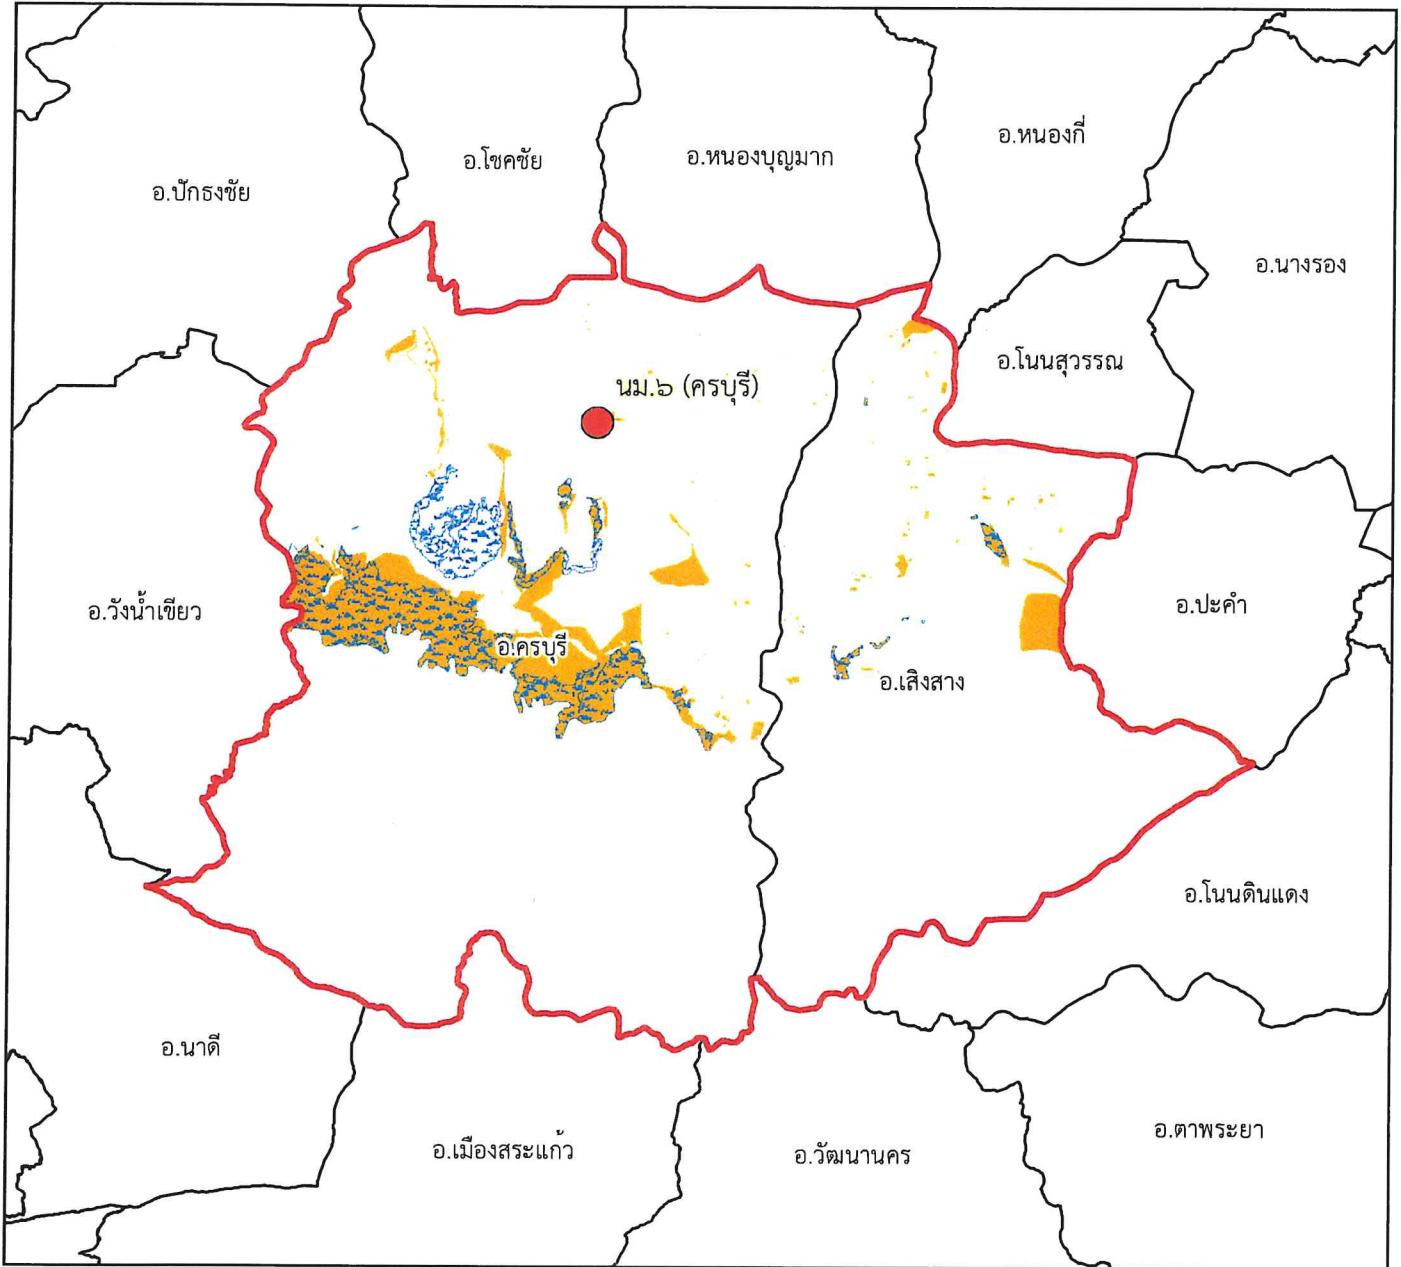 อ.หนองกี่
อ.โชคชัย
อ.หนองบุญมาก
อ.ปักธงชัย
อ.นางรอง
อ.โนนสุวรรณ
นม.๖ (ครบุรี)
อ.วังน้ำเขียว
อ.ปะคำ
อ.ครบุรี
อ.เสิงสาง
อ.โนนดินแดง
อ.นาดี
อ.ตาพระยา
อ.เมืองสระแก้ว
อ.วัฒนานคร